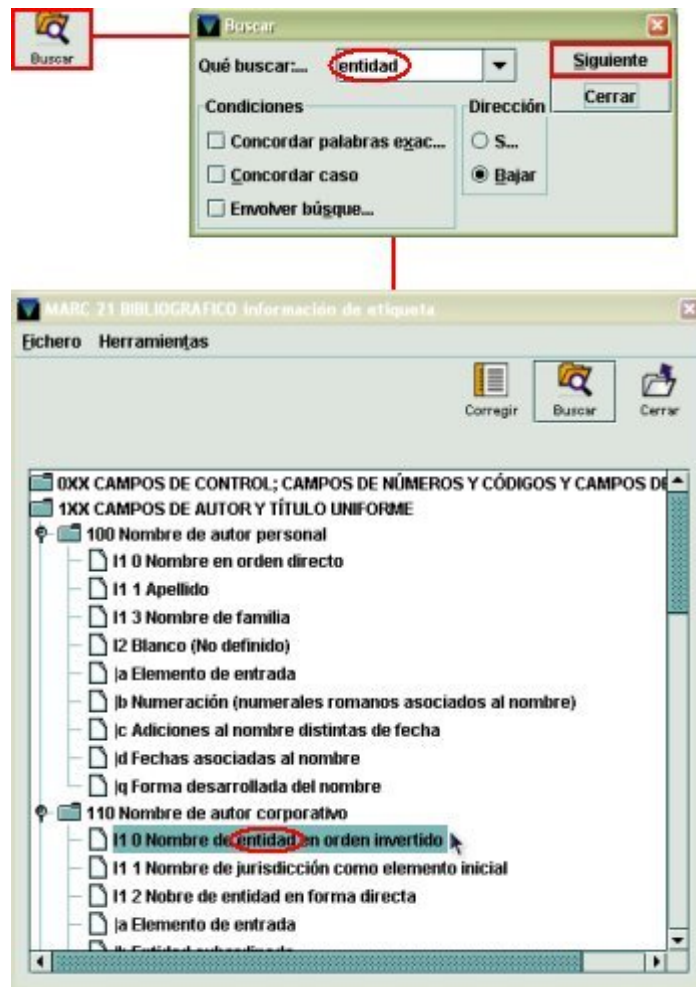 Buscar
Buscar
Qué buscar:... entidad
Siguiente
Cerrar
Condiciones
Dirección
Concordar palabras exac...
S...
Concordar caso
Bajar
Envolver búsque...
MARC 21 BIBLIOGRAFICO información de etiqueta
Fichero Herramientas
Corregir Buscar Cerrar
0XX CAMPOS DE CONTROL; CAMPOS DE NÚMEROS Y CÓDIGOS Y CAMPOS DE
1XX CAMPOS DE AUTOR Y TÍTULO UNIFORME
100 Nombre de autor personal
I1 0 Nombre en orden directo
I1 1 Apellido
I1 3 Nombre de familia
I2 Blanco (No definido)
|a Elemento de entrada
|b Numeración (numerales romanos asociados al nombre)
|c Adiciones al nombre distintas de fecha
|d Fechas asociadas al nombre
|q Forma desarrollada del nombre
110 Nombre de autor corporativo
I1 0 Nombre de entidad en orden invertido
I1 1 Nombre de jurisdicción como elemento inicial
I1 2 Nobre de entidad en forma directa
|a Elemento de entrada
|b Entidad subordinada